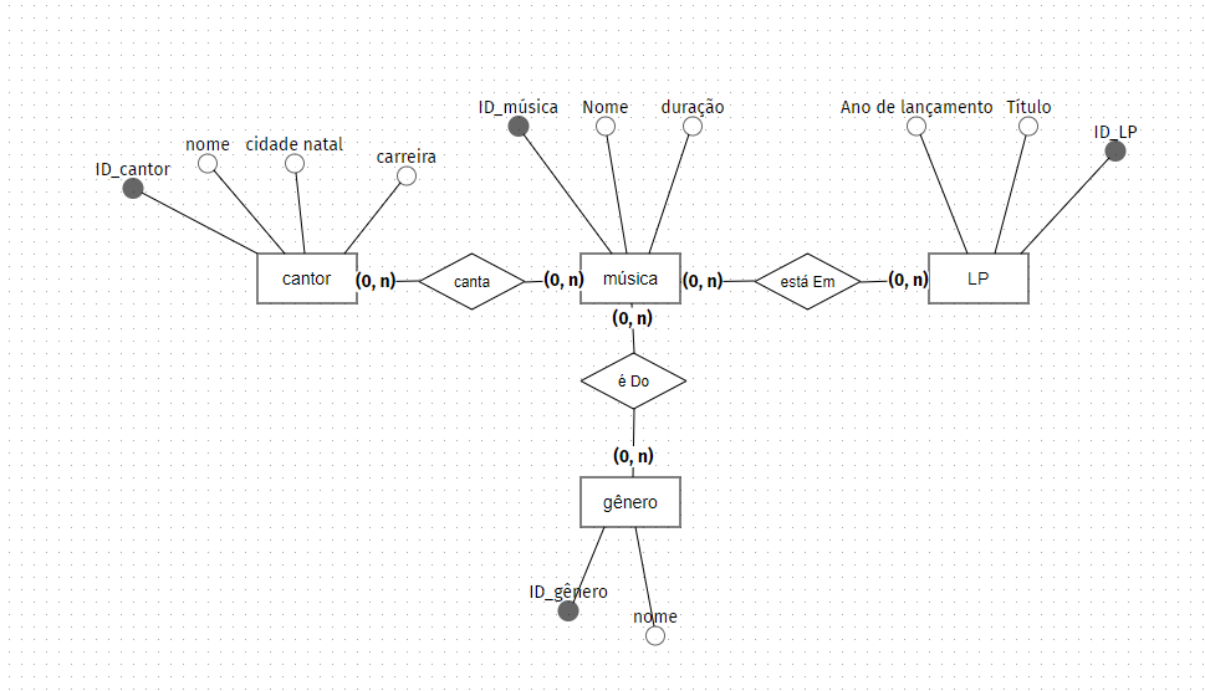 ID_música
Nome
duração
Ano de lançamento
Título
ID_LP
nome
cidade natal
carreira
ID_cantor
cantor
(0, n)
canta
(0, n)
música
(0, n)
está Em
(0, n)
LP
(0, n)
é Do
(0, n)
gênero
ID_gênero
nome